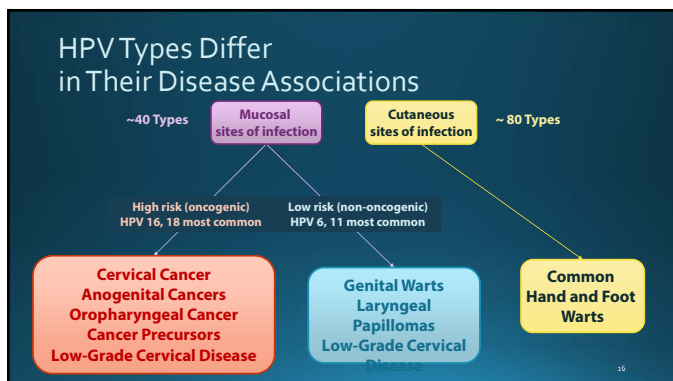 HPV Types Differ
in Their Disease Associations
~40 Types
Mucosal
sites of infection
Cutaneous
sites of infection
~ 80 Types
High risk (oncogenic)
HPV 16, 18 most common
Low risk (non-oncogenic)
HPV 6, 11 most common
Cervical Cancer
Anogenital Cancers
Oropharyngeal Cancer
Cancer Precursors
Low-Grade Cervical Disease
Genital Warts
Laryngeal
Papillomas
Low-Grade Cervical
Disease
Common
Hand and Foot
Warts
16